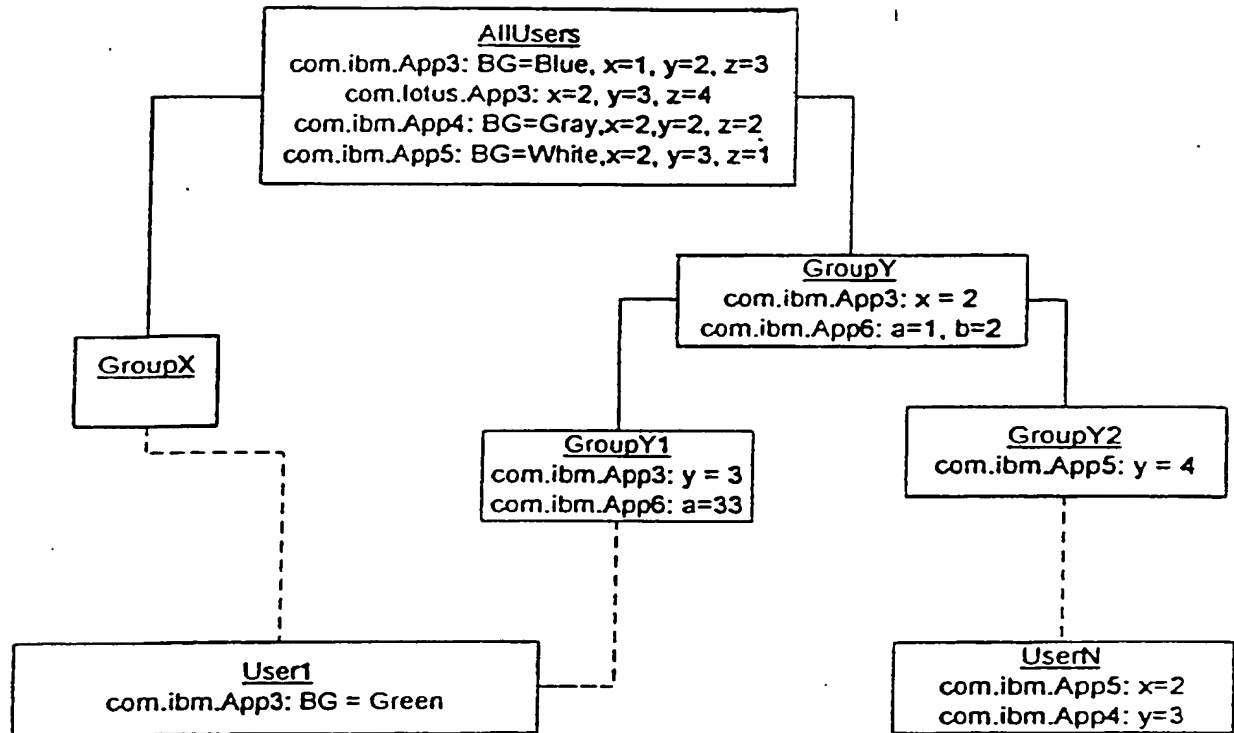 AllUsers
com.ibm.App3: BG=Blue, x=1, y=2, z=3
com.lotus.App3: x=2, y=3, z=4
com.ibm.App4: BG=Gray,x=2,y=2, z=2
com.ibm.App5: BG=White,x=2, y=3, z=1
GroupY
com.ibm.App3: x = 2
com.ibm.App6: a=1, b=2
GroupX
GroupY1
com.ibm.App3: y = 3
com.ibm.App6: a=33
GroupY2
com.ibm.App5: y = 4
User1
com.ibm.App3: BG = Green
UserN
com.ibm.App5: x=2
com.ibm.App4: y=3